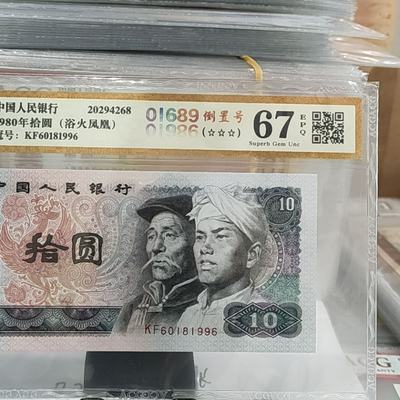 中国人民银行 20294268
1980年拾圆（浴火凤凰）
冠号：KF60181996
01689 倒置号
01986 (☆☆☆)
67 EPQ
Superb Gem Unc
中国人民银行
10
拾圆
KF60181996
10